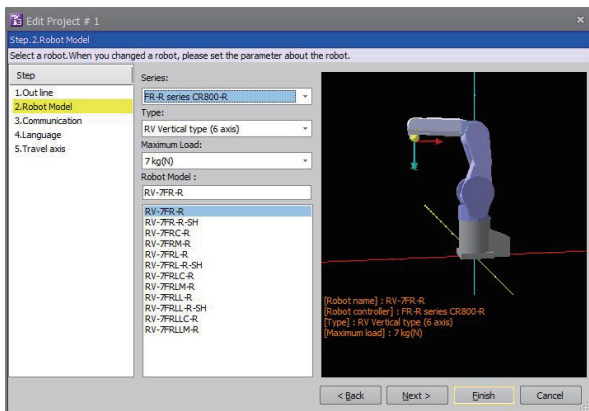 Edit Project # 1
Step.2.Robot Model
Select a robot.When you changed a robot, please set the parameter about the robot.
Step
1.Out line
2.Robot Model
3.Communication
4.Language
5.Travel axis
Series:
FR-R series CR800-R
Type:
RV Vertical type (6 axis)
Maximum Load:
7 kg(N)
Robot Model :
RV-7FR-R
RV-7FR-R
RV-7FR-R-SH
RV-7FRC-R
RV-7FRM-R
RV-7FRL-R
RV-7FRL-R-SH
RV-7FRLC-R
RV-7FRLM-R
RV-7FRLL-R
RV-7FRLL-R-SH
RV-7FRLLC-R
RV-7FRLLM-R
[Robot name] : RV-7FR-R
[Robot controller] : FR-R series CR800-R
[Type] : RV Vertical type (6 axis)
[Maximum load] : 7 kg(N)
< Back
Next >
Finish
Cancel